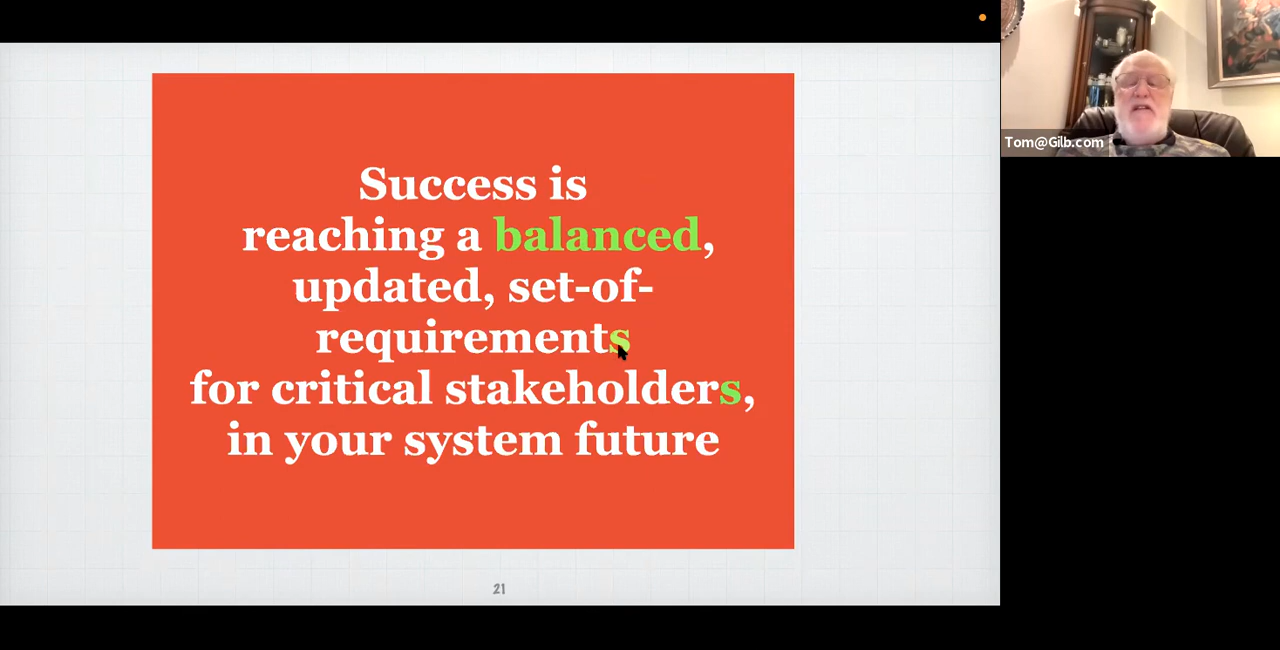 Success is
reaching a balanced,
updated, set-of-
requirements
for critical stakeholders,
in your system future
21
Tom@Gilb.com